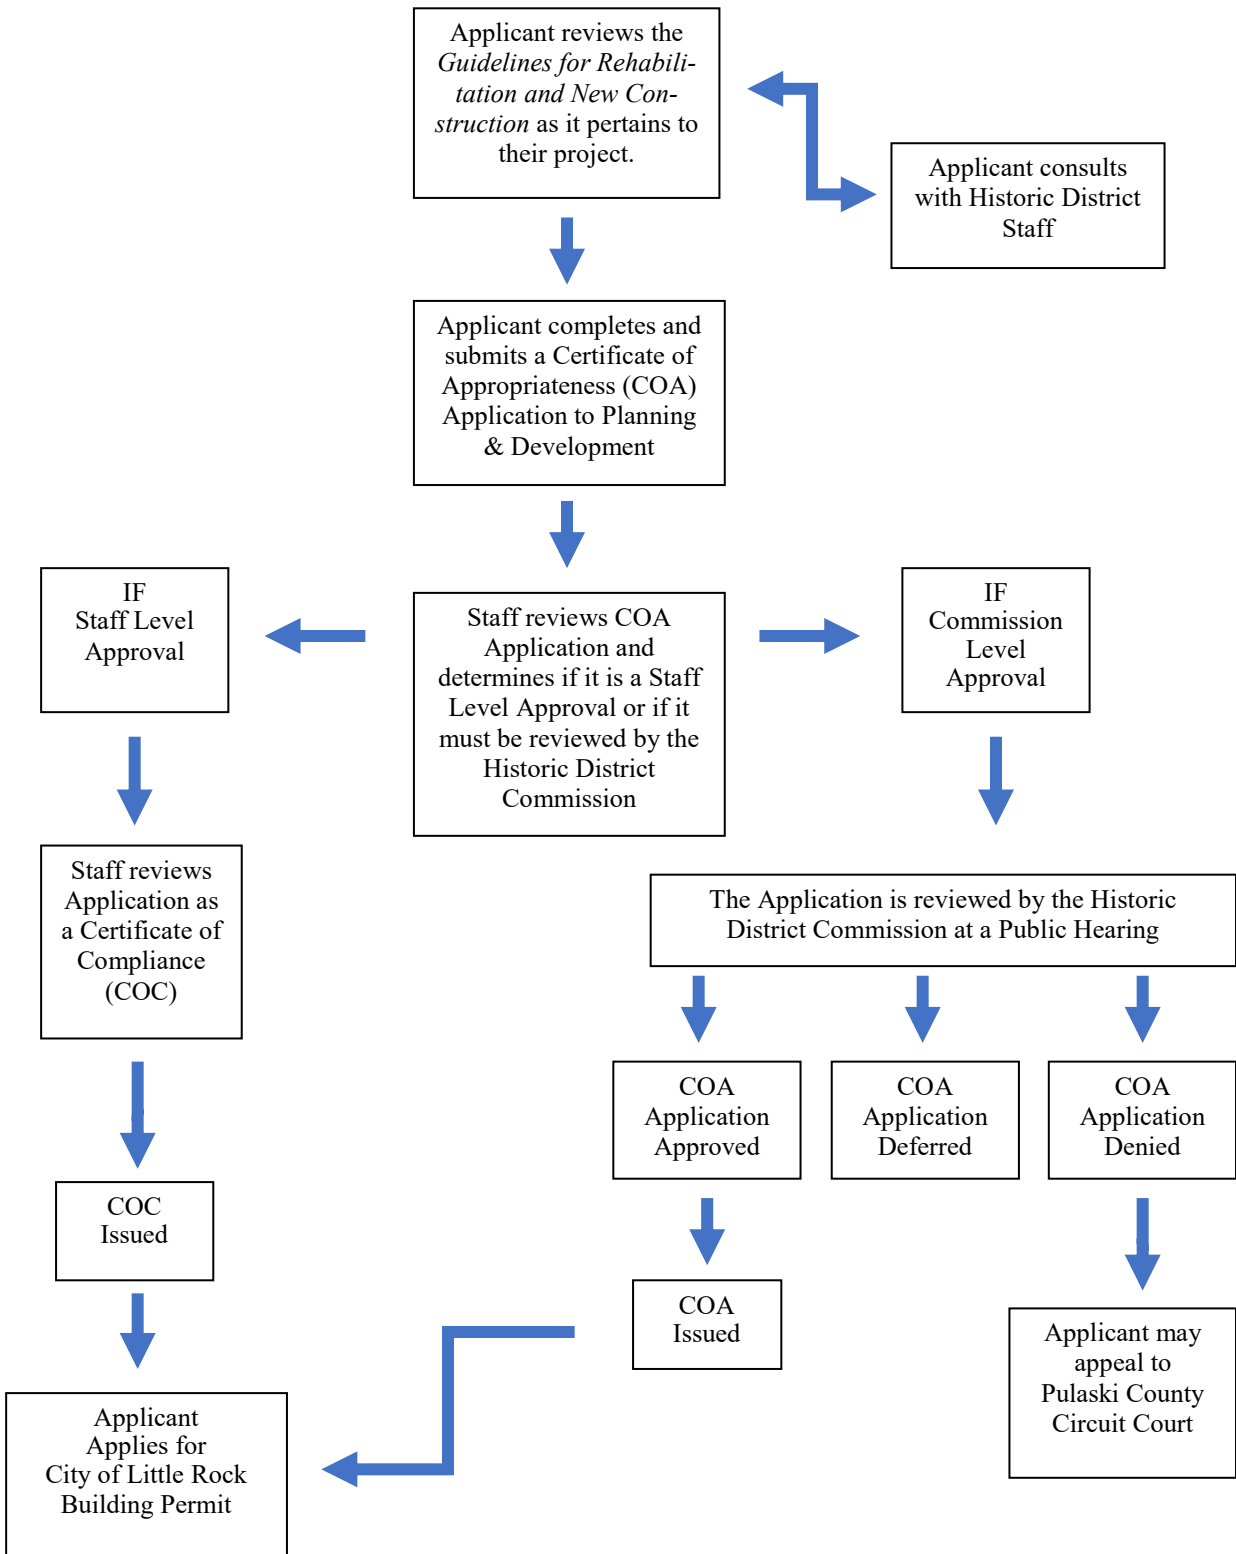 Applicant reviews the
Guidelines for Rehabili-
tation and New Con-
struction as it pertains to
their project.
Applicant consults
with Historic District
Staff
Applicant completes and
submits a Certificate of
Appropriateness (COA)
Application to Planning
& Development
IF
Staff Level
Approval
Staff reviews COA
Application and
determines if it is a Staff
Level Approval or if it
must be reviewed by the
Historic District
Commission
IF
Commission
Level
Approval
Staff reviews
Application as
a Certificate of
Compliance
(COC)
The Application is reviewed by the Historic
District Commission at a Public Hearing
COA
Application
Approved
COA
Application
Deferred
COA
Application
Denied
COC
Issued
COA
Issued
Applicant may
appeal to
Pulaski County
Circuit Court
Applicant
Applies for
City of Little Rock
Building Permit